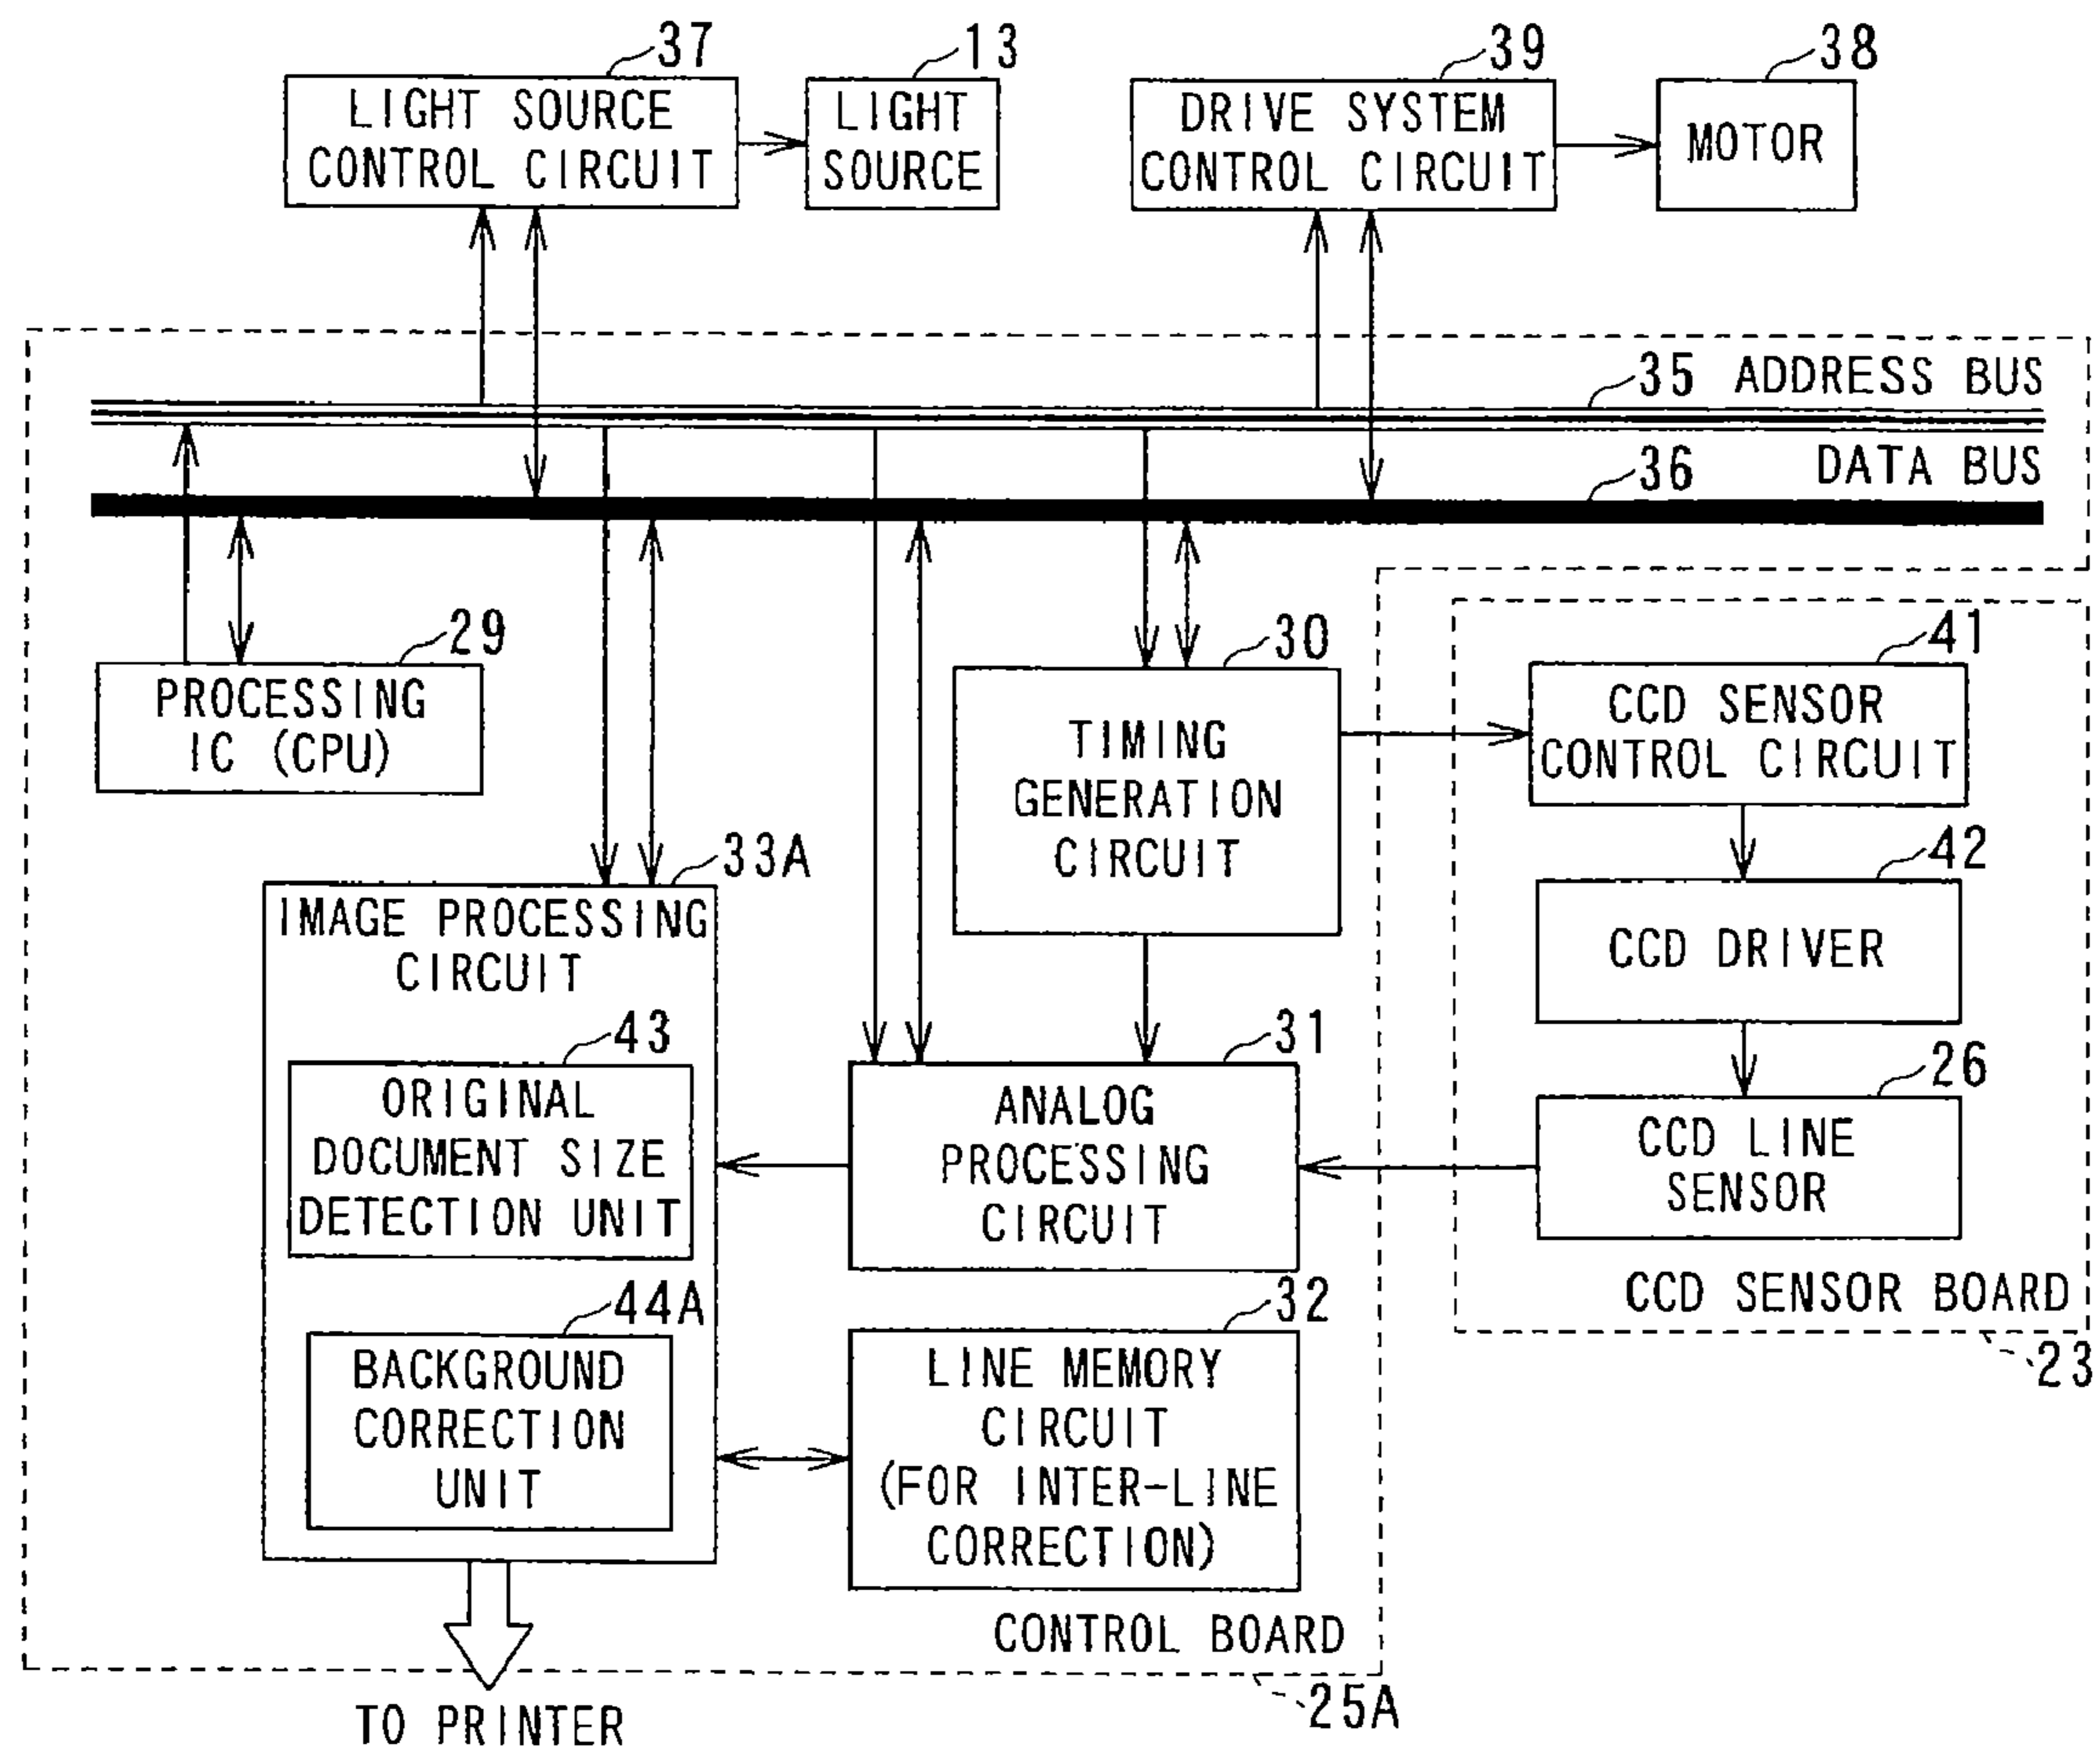 37
LIGHT SOURCE
CONTROL CIRCUIT
13
LIGHT
SOURCE
39
DRIVE SYSTEM
CONTROL CIRCUIT
38
MOTOR
35 ADDRESS BUS
36 DATA BUS
29
PROCESSING
IC (CPU)
30
TIMING
GENERATION
CIRCUIT
41
CCD SENSOR
CONTROL CIRCUIT
42
CCD DRIVER
26
CCD LINE
SENSOR
CCD SENSOR BOARD
23
33A
IMAGE PROCESSING
CIRCUIT
43
ORIGINAL
DOCUMENT SIZE
DETECTION UNIT
44A
BACKGROUND
CORRECTION
UNIT
31
ANALOG
PROCESSING
CIRCUIT
32
LINE MEMORY
CIRCUIT
(FOR INTER-LINE
CORRECTION)
CONTROL BOARD
25A
TO PRINTER